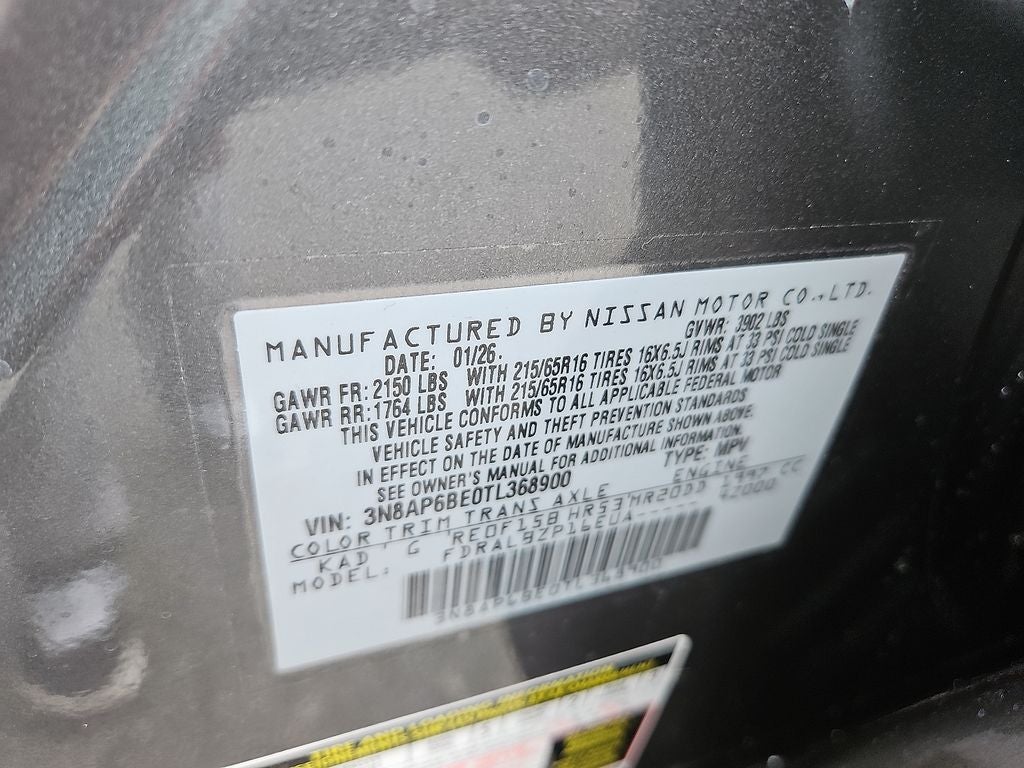 MANUFACTURED BY NISSAN MOTOR CO., LTD.
DATE: 01/26. GVWR: 3902 LBS
GAWR FR: 2150 LBS WITH 215/65R16 TIRES 16X6.5J RIMS AT 33 PSI COLD SINGLE
GAWR RR: 1764 LBS WITH 215/65R16 TIRES 16X6.5J RIMS AT 33 PSI COLD SINGLE
THIS VEHICLE CONFORMS TO ALL APPLICABLE FEDERAL MOTOR
VEHICLE SAFETY AND THEFT PREVENTION STANDARDS
IN EFFECT ON THE DATE OF MANUFACTURE SHOWN ABOVE.
SEE OWNER'S MANUAL FOR ADDITIONAL INFORMATION.
VIN: 3N8AP6BE0TL368900 TYPE: MPV
COLOR TRIM TRANS AXLE ENGINE
KAD G RE0F15B HR53 MR20DD 1997 CC
MODEL: FDRAL9ZP16EUA 42000
3N8AP6BE0TL368900